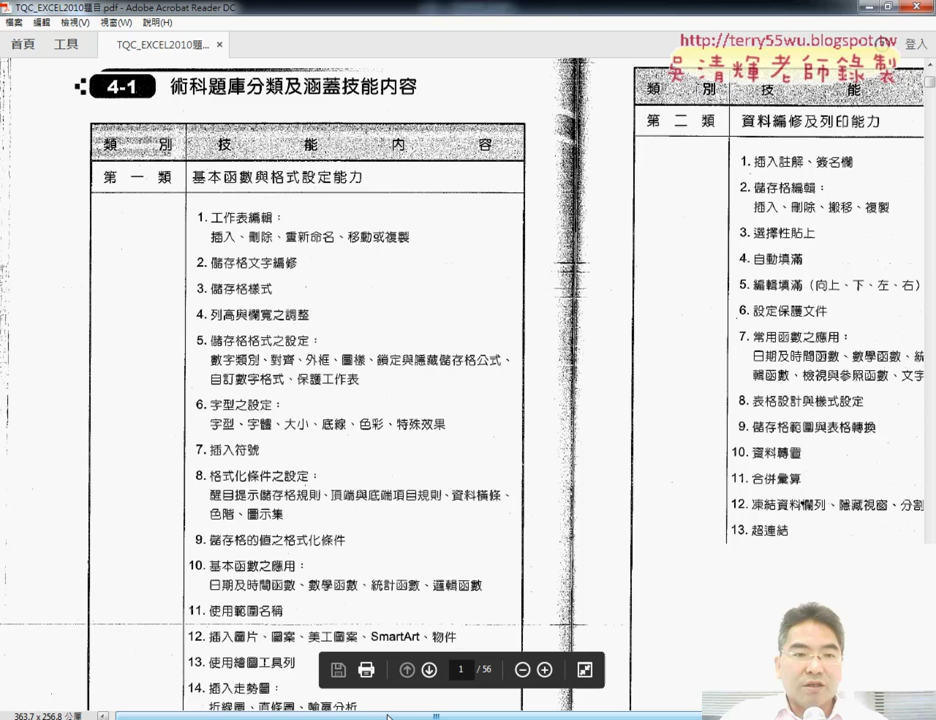 TQC_EXCEL2010題目.pdf - Adobe Acrobat Reader DC
檔案 編輯 檢視(V) 視窗(W) 說明(H)
首頁 工具 TQC_EXCEL2010題... × 登入
http://terry55wu.blogspot.tw
吳清輝老師錄製
4-1 術科題庫分類及涵蓋技能內容
類別 技能內容
第一類 基本函數與格式設定能力
1. 工作表編輯：
插入、刪除、重新命名、移動或複製
2. 儲存格文字編修
3. 儲存格樣式
4. 列高與欄寬之調整
5. 儲存格格式之設定：
數字類別、對齊、外框、圖樣、鎖定與隱藏儲存格公式、
自訂數字格式、保護工作表
6. 字型之設定：
字型、字體、大小、底線、色彩、特殊效果
7. 插入符號
8. 格式化條件之設定：
醒目提示儲存格規則、頂端與底端項目規則、資料橫條、
色階、圖示集
9. 儲存格的值之格式化條件
10. 基本函數之應用：
日期及時間函數、數學函數、統計函數、邏輯函數
11. 使用範圍名稱
12. 插入圖片、圖案、美工圖案、SmartArt、物件
13. 使用繪圖工具列
14. 插入走勢圖：
折線圖、直條圖、輸贏分析
類別 技能
第二類 資料編修及列印能力
1. 插入註解、簽名欄
2. 儲存格編輯：
插入、刪除、搬移、複製
3. 選擇性貼上
4. 自動填滿
5. 編輯填滿（向上、下、左、右）
6. 設定保護文件
7. 常用函數之應用：
日期及時間函數、數學函數、統
輯函數、檢視與參照函數、文字
8. 表格設計與樣式設定
9. 儲存格範圍與表格轉換
10. 資料轉置
11. 合併彙算
12. 凍結資料欄列、隱藏視窗、分割
13. 超連結
1 / 56
363.7 x 256.8 公釐